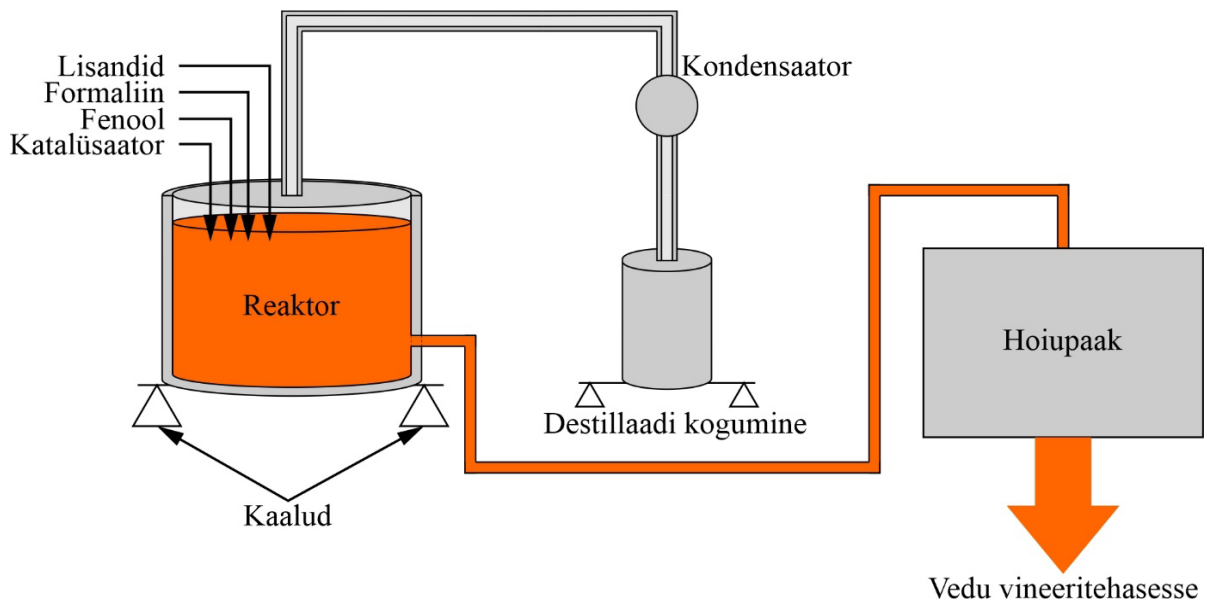 Lisandid
Formaliin
Fenool
Katalüsaator
Kondensaator
Reaktor
Hoiupaak
Destillaadi kogumine
Kaalud
Vedu vineeritehasesse